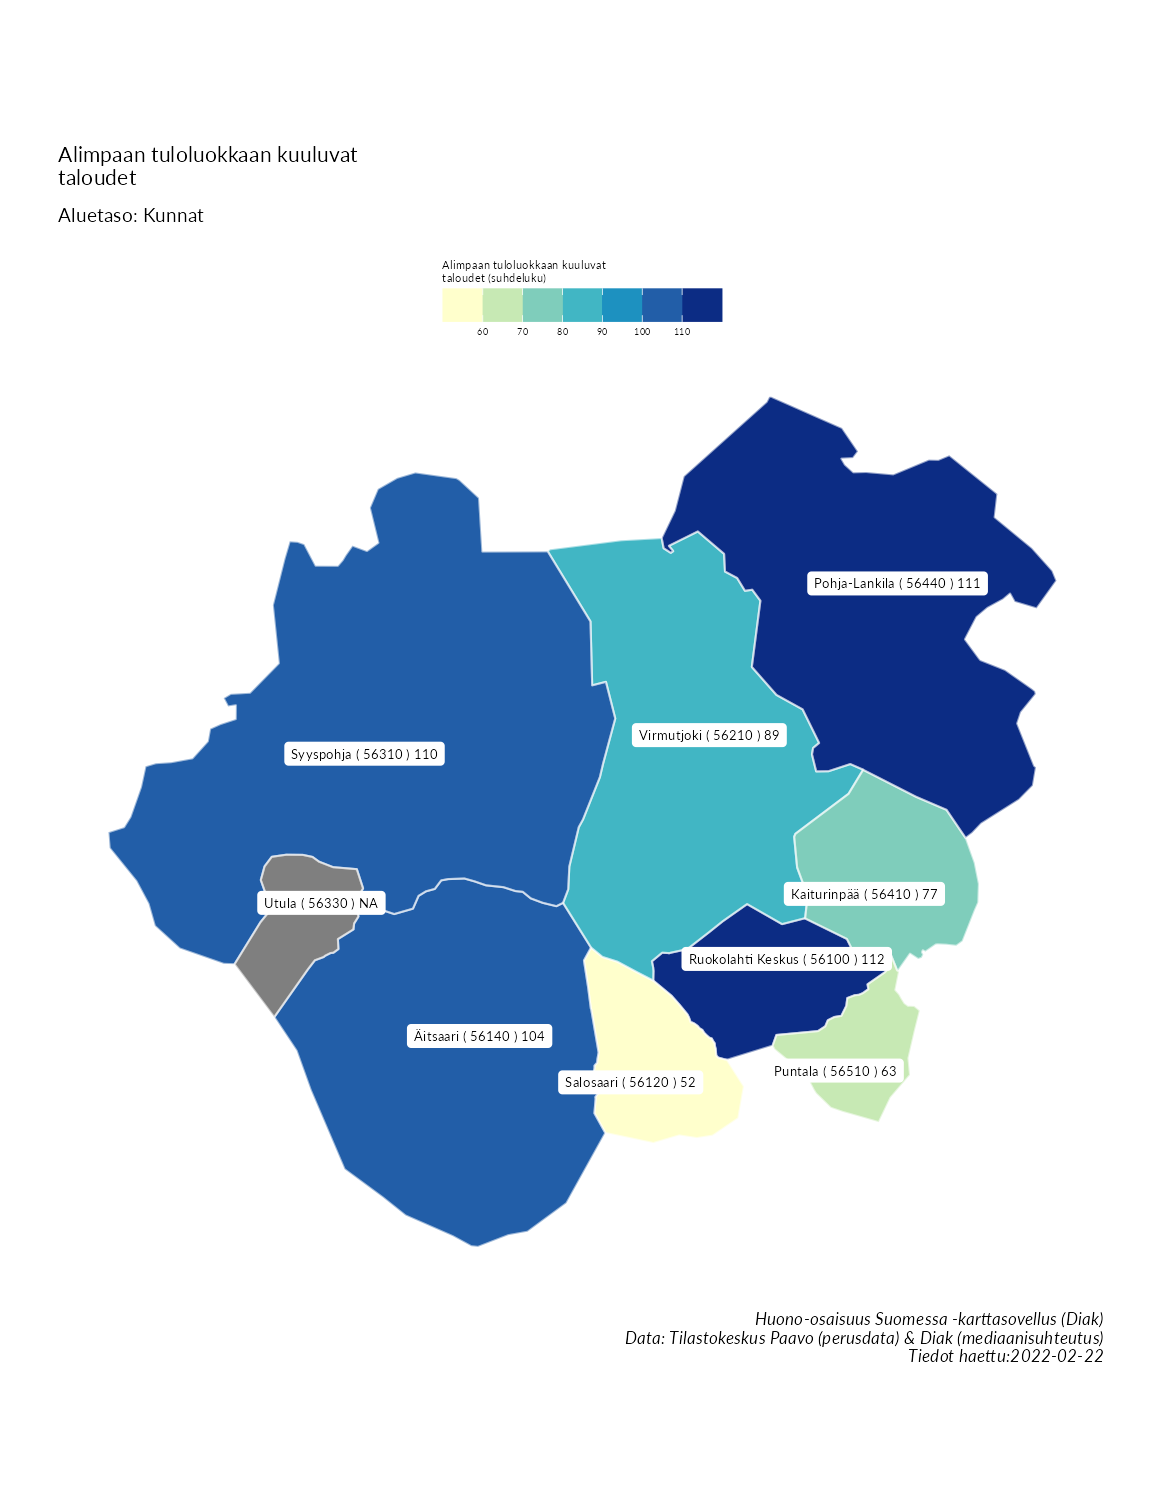 Alimpaan tuloluokkaan kuuluvat
taloudet
Aluetaso: Kunnat
Alimpaan tuloluokkaan kuuluvat
taloudet (suhdeluku)
60 70 80 90 100 110
Pohja-Lankila ( 56440 ) 111
Virmutjoki ( 56210 ) 89
Syyspohja ( 56310 ) 110
Kaiturinpää ( 56410 ) 77
Utula ( 56330 ) NA
Ruokolahti Keskus ( 56100 ) 112
Äitsaari ( 56140 ) 104
Puntala ( 56510 ) 63
Salosaari ( 56120 ) 52
Huono-osaisuus Suomessa -karttasovellus (Diak)
Data: Tilastokeskus Paavo (perusdata) & Diak (mediaanisuhteutus)
Tiedot haettu:2022-02-22